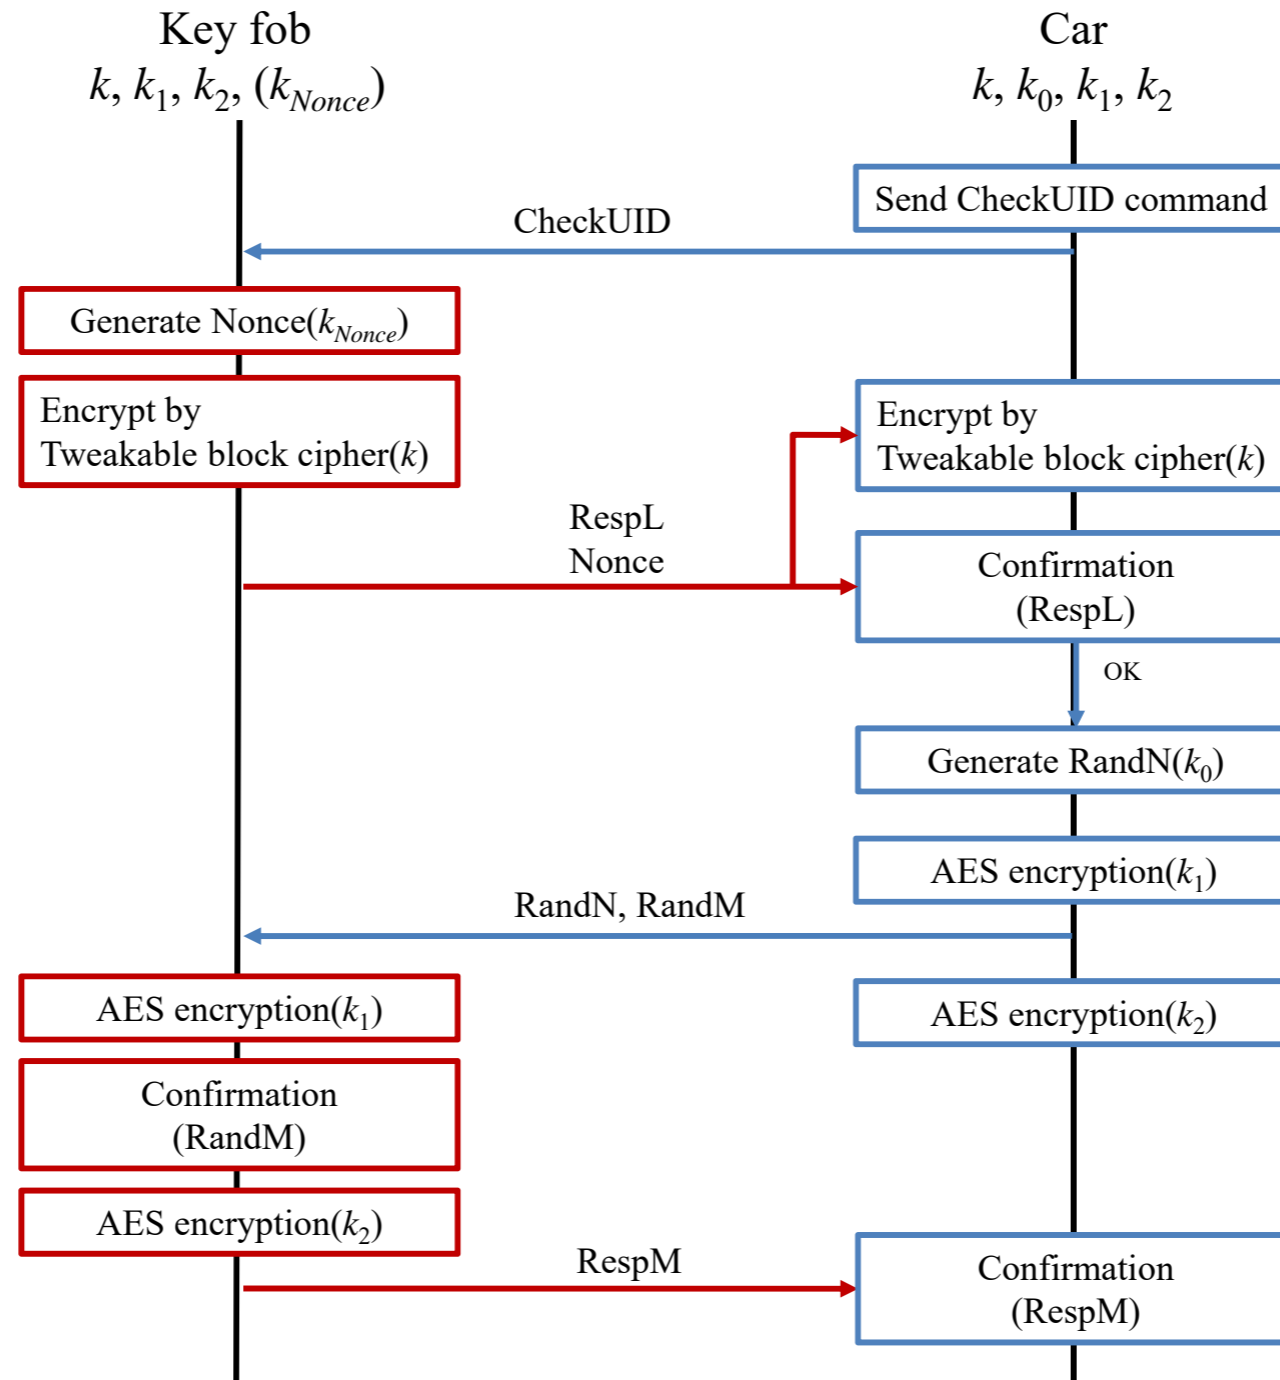 Key fob
k, k₁, k₂, (k_Nonce)
Car
k, k₀, k₁, k₂
Send CheckUID command
CheckUID
Generate Nonce(k_Nonce)
Encrypt by
Tweakable block cipher(k)
Encrypt by
Tweakable block cipher(k)
RespL
Nonce
Confirmation
(RespL)
OK
Generate RandN(k₀)
AES encryption(k₁)
RandN, RandM
AES encryption(k₁)
AES encryption(k₂)
Confirmation
(RandM)
AES encryption(k₂)
RespM
Confirmation
(RespM)